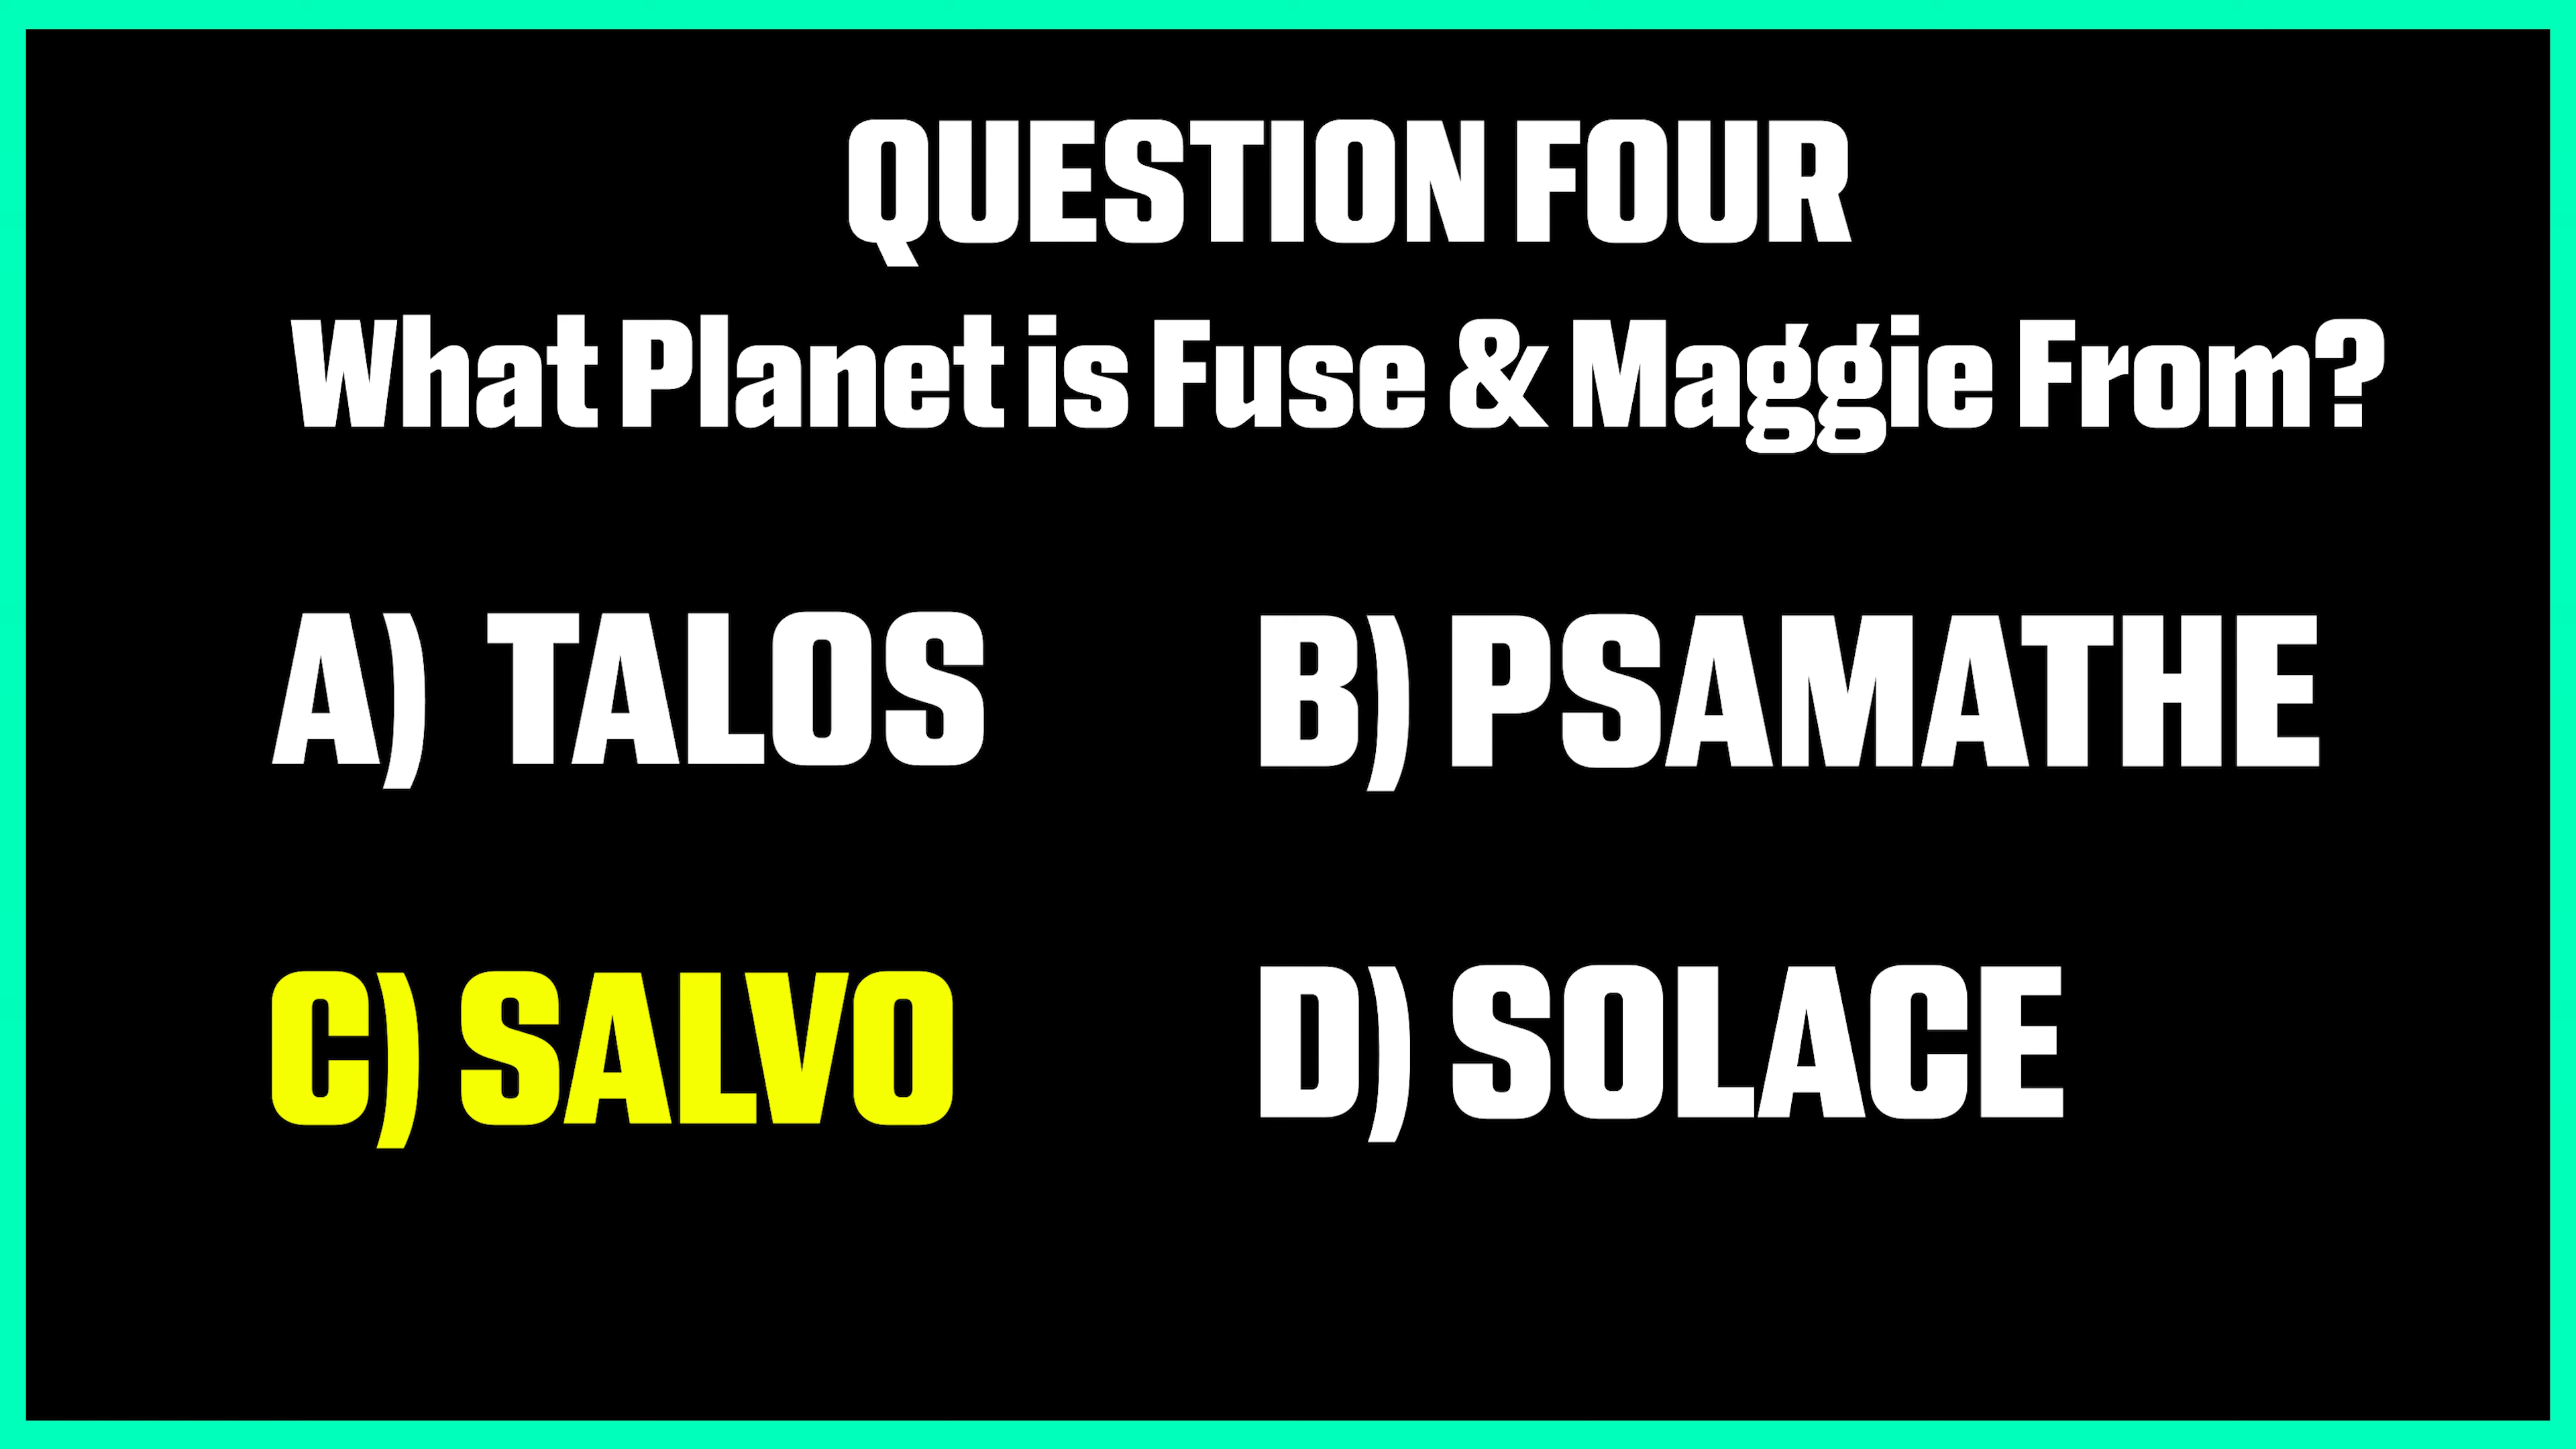 QUESTION FOUR
What Planet is Fuse & Maggie From?
A) TALOS
B) PSAMATHE
C) SALVO
D) SOLACE